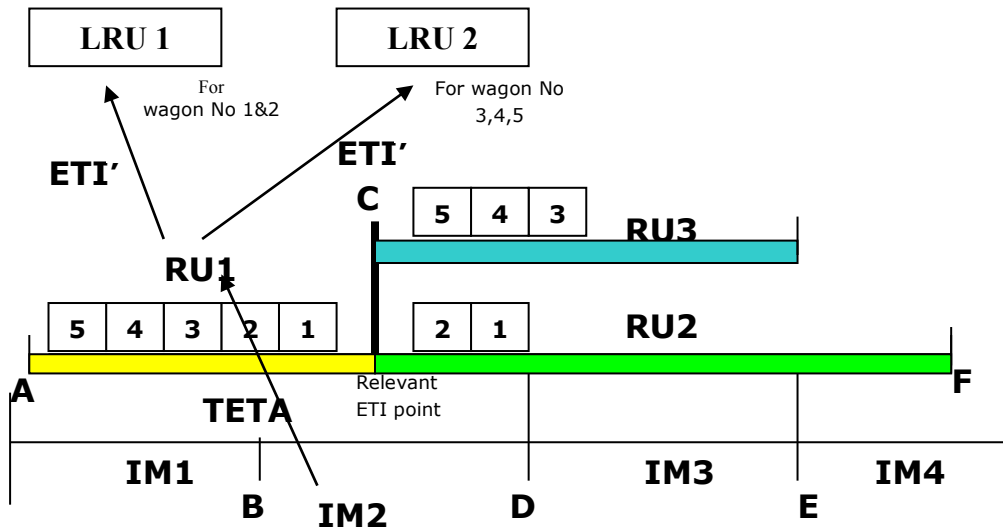 LRU 1
LRU 2
For
wagon No 1&2
For wagon No
3,4,5
ETI’
ETI’
C
5 4 3
RU3
RU1
5 4 3 2 1
2 1
RU2
A
Relevant
ETI point
F
TETA
IM1
IM3
IM4
B
D
E
IM2